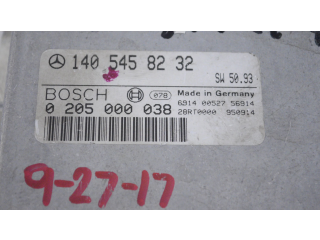 140 545 82 32
SW 50.93
BOSCH 078 Made in Germany
0 205 000 038 6914 00527 56914
28RT0000 950914
9-27-17